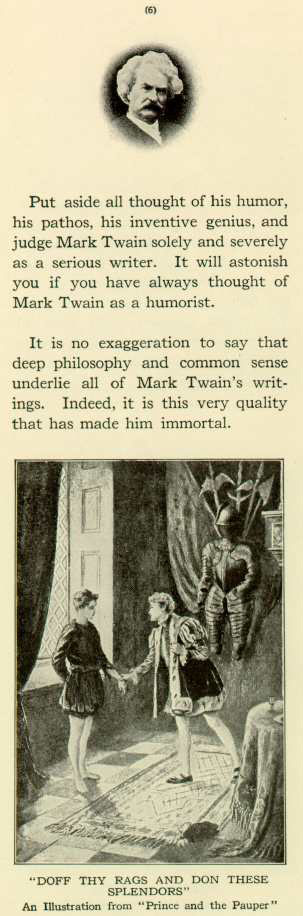 (6)
Put aside all thought of his humor,
his pathos, his inventive genius, and
judge Mark Twain solely and severely
as a serious writer. It will astonish
you if you have always thought of
Mark Twain as a humorist.
It is no exaggeration to say that
deep philosophy and common sense
underlie all of Mark Twain's writ-
ings. Indeed, it is this very quality
that has made him immortal.
"DOFF THY RAGS AND DON THESE
SPLENDORS"
An Illustration from "Prince and the Pauper"